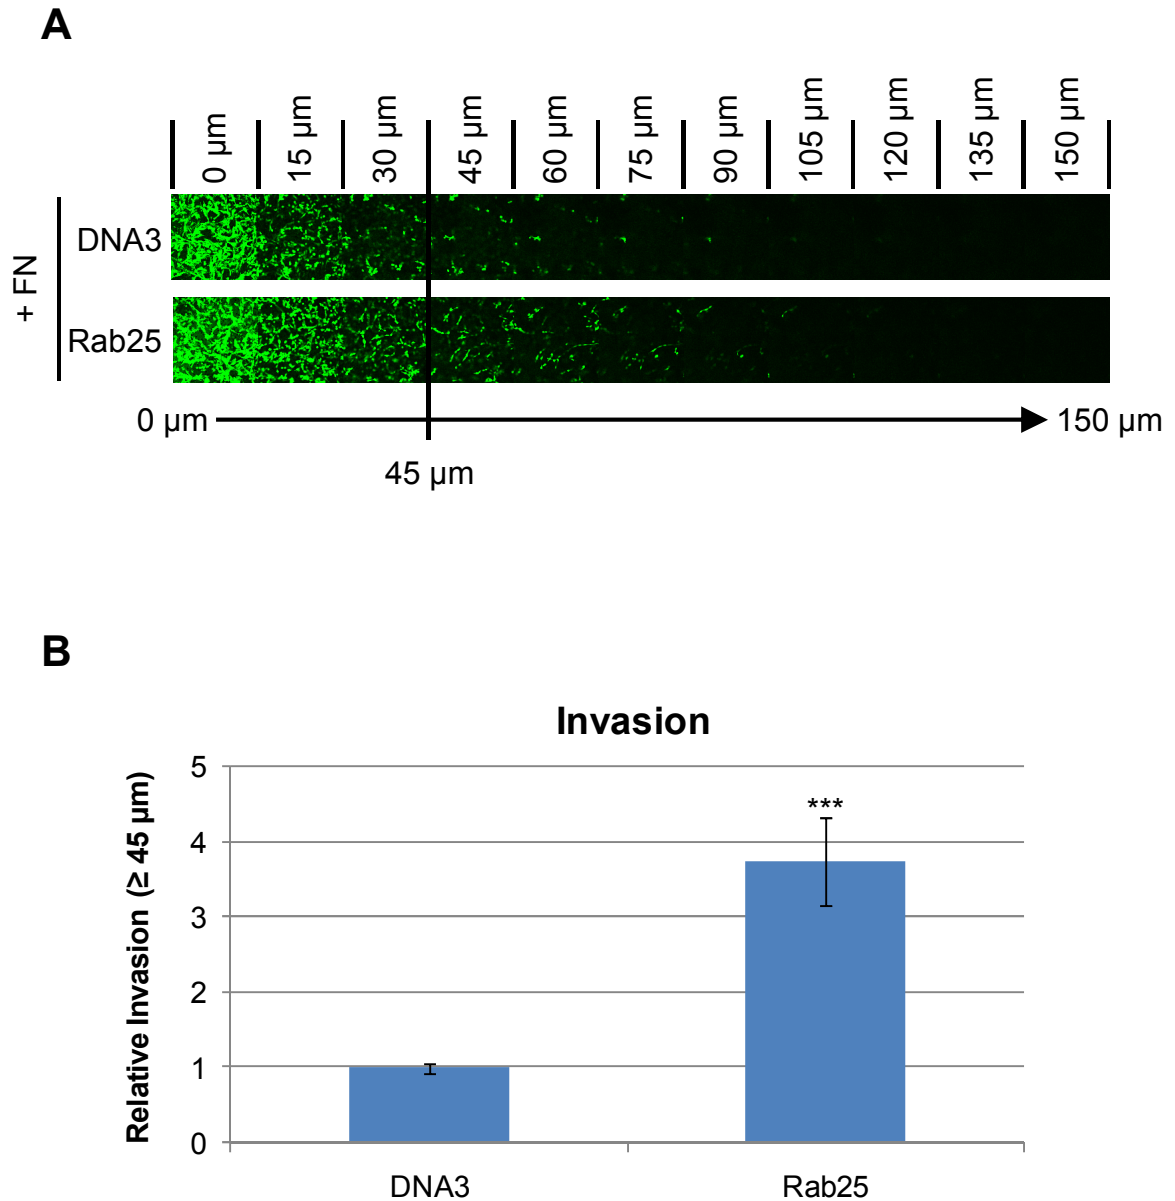 A
0 µm
15 µm
30 µm
45 µm
60 µm
75 µm
90 µm
105 µm
120 µm
135 µm
150 µm
+ FN
DNA3
Rab25
0 µm
150 µm
45 µm
B
Invasion
Relative Invasion (≥ 45 µm)
5
4
3
2
1
0
***
DNA3
Rab25